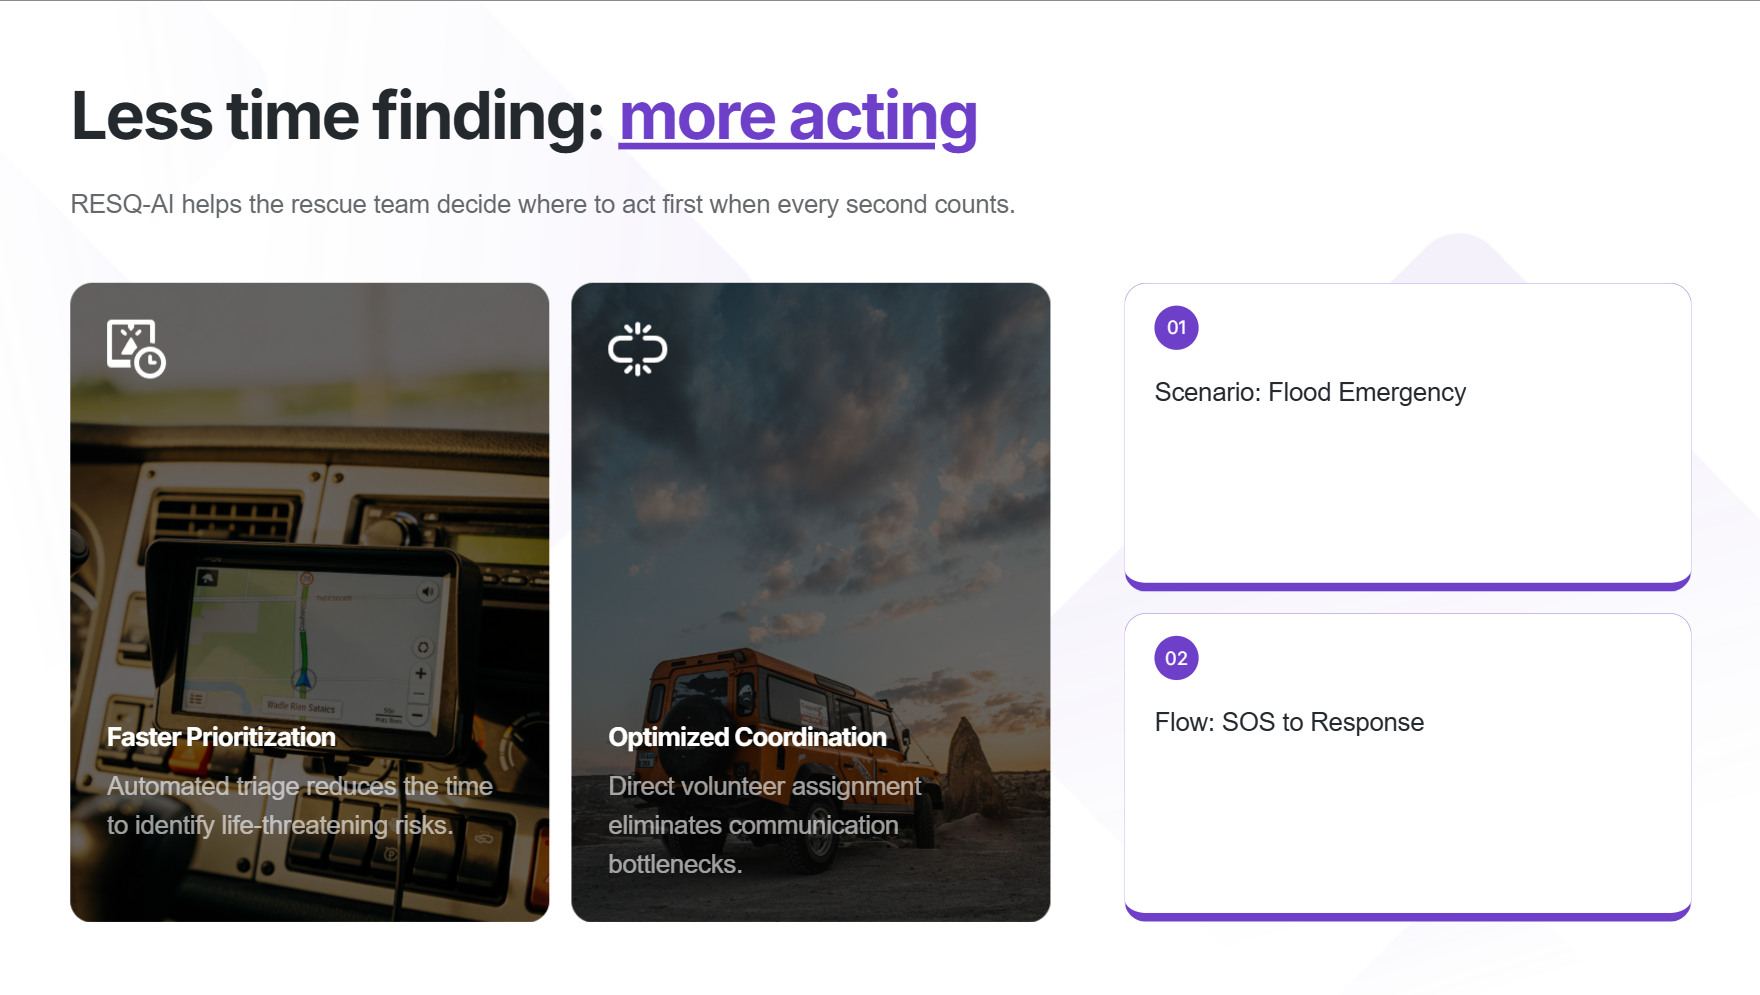 Less time finding: more acting
RESQ-AI helps the rescue team decide where to act first when every second counts.
Faster Prioritization
Automated triage reduces the time
to identify life-threatening risks.
Optimized Coordination
Direct volunteer assignment
eliminates communication
bottlenecks.
01
Scenario: Flood Emergency
02
Flow: SOS to Response